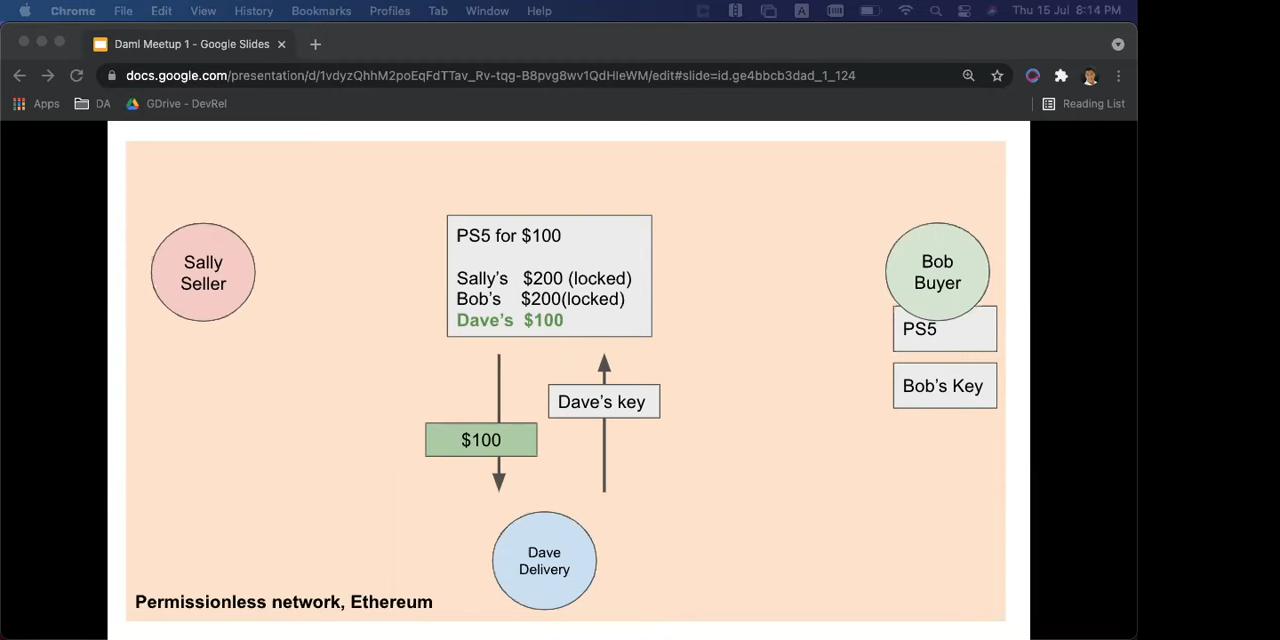 Chrome File Edit View History Bookmarks Profiles Tab Window Help Thu 15 Jul 8:14 PM
Daml Meetup 1 - Google Slides
docs.google.com/presentation/d/1vdyzQhhM2poEqFdTTav_Rv-tqg-B8pvg8wv1QdHIeWM/edit#slide=id.ge4bbcb3dad_1_124
Apps DA GDrive - DevRel Reading List
PS5 for $100
Sally's $200 (locked)
Bob's $200(locked)
Dave's $100
Sally
Seller
Bob
Buyer
PS5
Bob's Key
Dave's key
$100
Dave
Delivery
Permissionless network, Ethereum